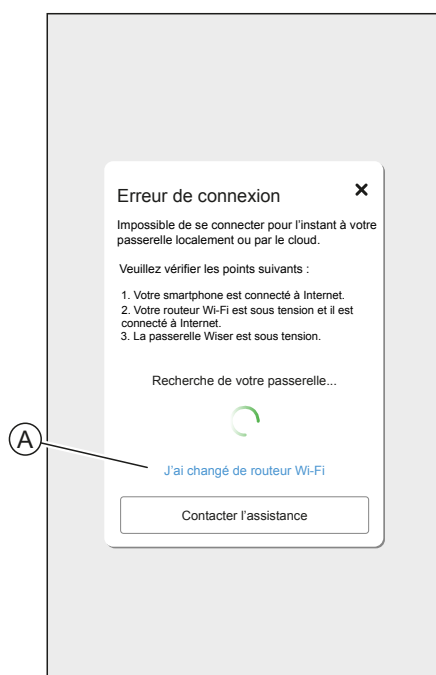 Erreur de connexion
Impossible de se connecter pour l'instant à votre
passerelle localement ou par le cloud.
Veuillez vérifier les points suivants :
1. Votre smartphone est connecté à Internet.
2. Votre routeur Wi-Fi est sous tension et il est
connecté à Internet.
3. La passerelle Wiser est sous tension.
Recherche de votre passerelle...
A
J'ai changé de routeur Wi-Fi
Contacter l'assistance